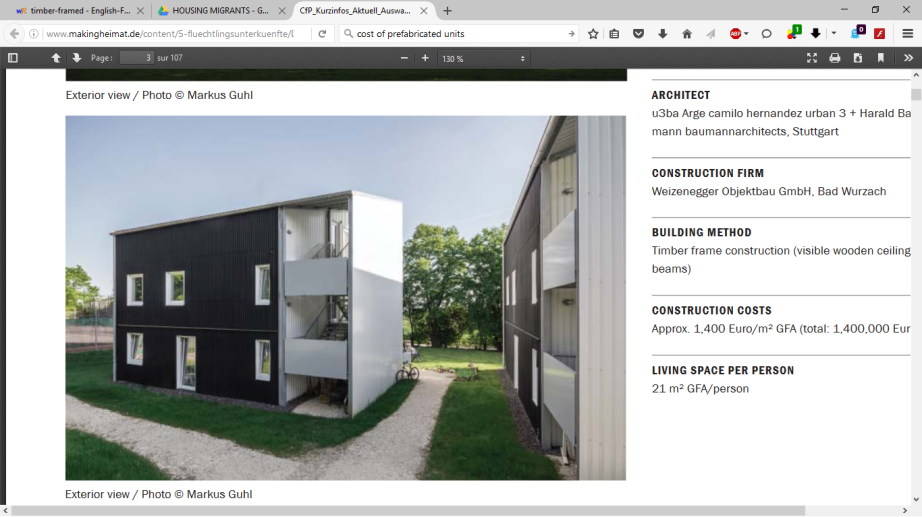 timber-framed - English-F...
HOUSING MIGRANTS - G...
CfP_Kurzinfos_Aktuell_Auswa...
www.makingheimat.de/content/5-fluechtlingsunterkuenfte/
cost of prefabricated units
ABP
1
0
Page: 3 sur 107
130 %
Exterior view / Photo © Markus Guhl
Exterior view / Photo © Markus Guhl
ARCHITECT
u3ba Arge camilo hernandez urban 3 + Harald Ba
mann baumannarchitects, Stuttgart
CONSTRUCTION FIRM
Weizenegger Objektbau GmbH, Bad Wurzach
BUILDING METHOD
Timber frame construction (visible wooden ceiling
beams)
CONSTRUCTION COSTS
Approx. 1,400 Euro/m² GFA (total: 1,400,000 Eur
LIVING SPACE PER PERSON
21 m² GFA/person